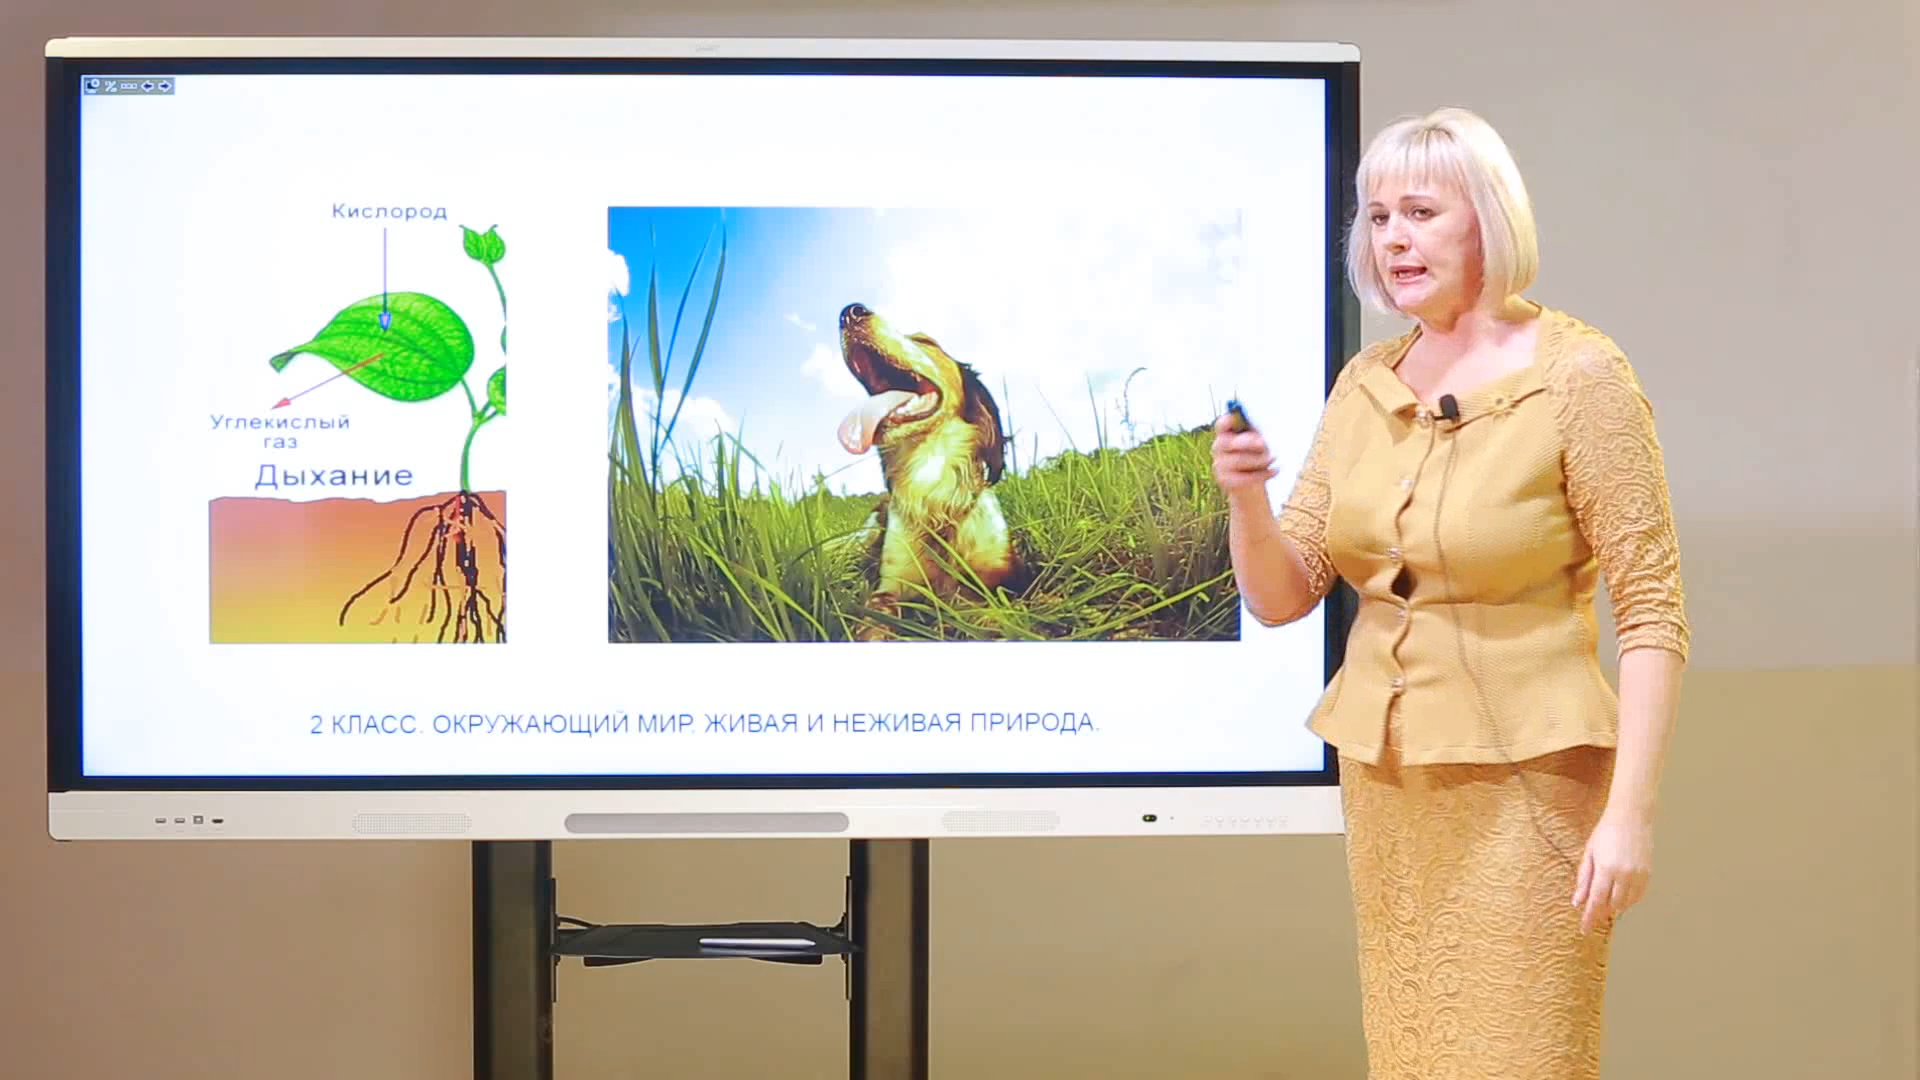 Кислород
Углекислый
газ
Дыхание
2 КЛАСС. ОКРУЖАЮЩИЙ МИР. ЖИВАЯ И НЕЖИВАЯ ПРИРОДА.